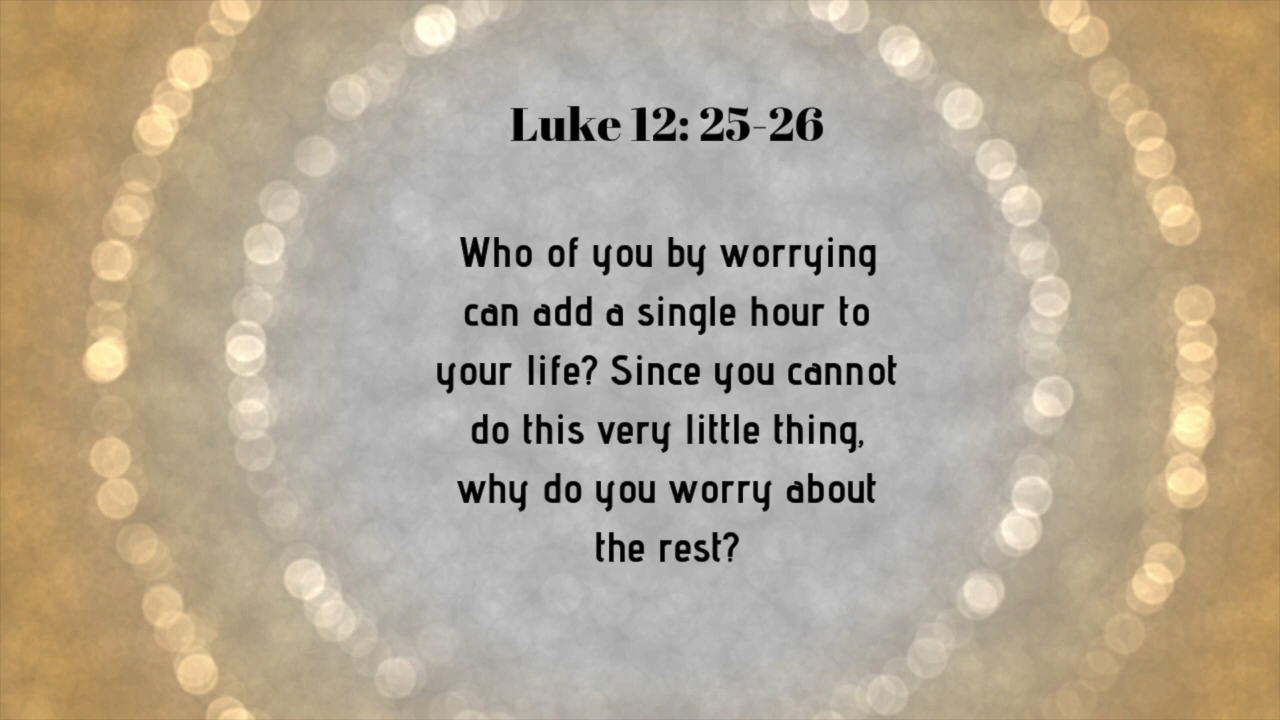 Luke 12: 25-26
Who of you by worrying
can add a single hour to
your life? Since you cannot
do this very little thing,
why do you worry about
the rest?